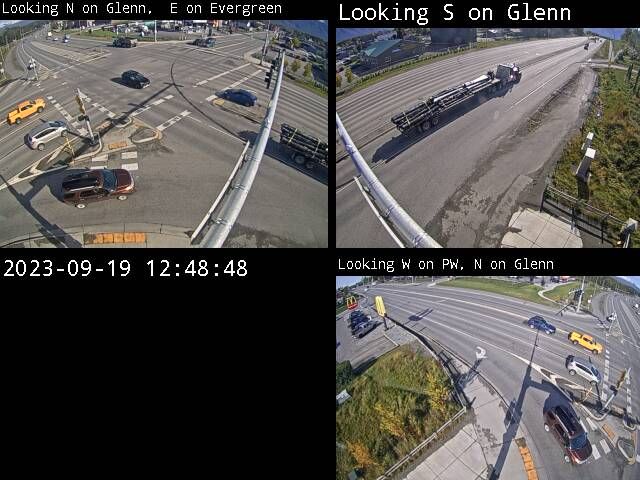 Looking N on Glenn, E on Evergreen
Looking S on Glenn
2023-09-19 12:48:48
Looking W on PW, N on Glenn